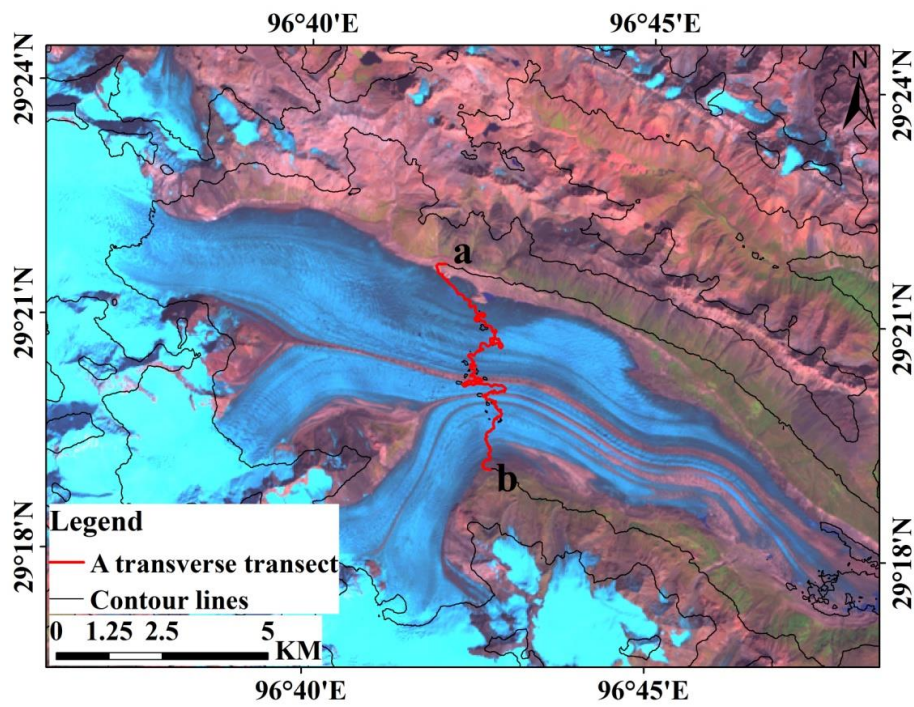 96°40'E 96°45'E
29°24'N
29°24'N
N
a
29°21'N
29°21'N
b
Legend
A transverse transect
Contour lines
29°18'N
29°18'N
0 1.25 2.5 5
KM
96°40'E 96°45'E